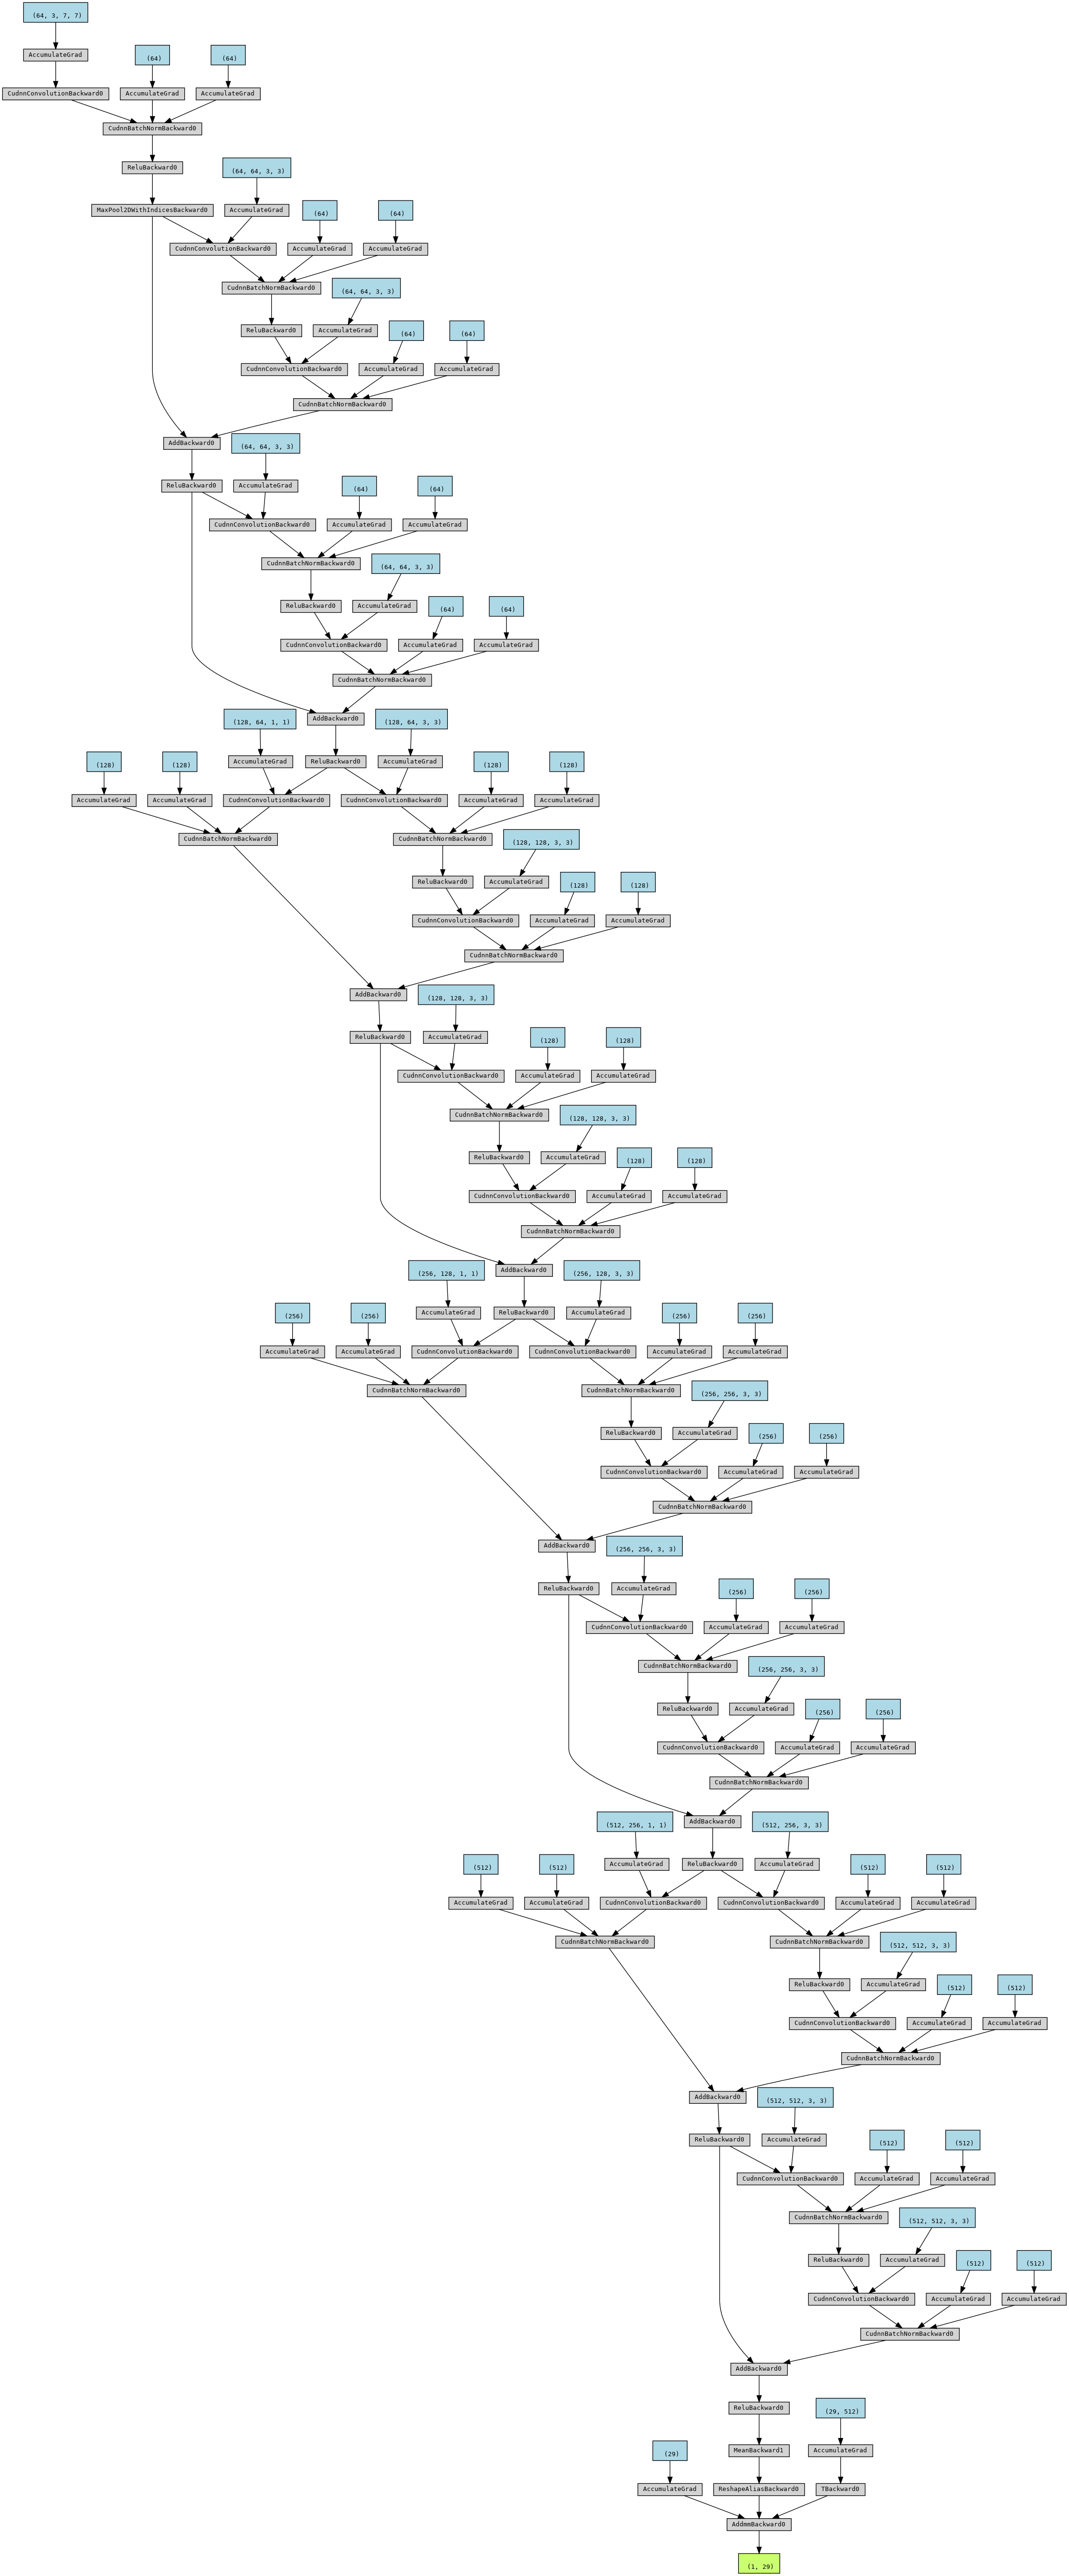 (64, 3, 7, 7)
AccumulateGrad (64) (64)
CudnnConvolutionBackward0 AccumulateGrad AccumulateGrad
CudnnBatchNormBackward0
ReluBackward0 (64, 64, 3, 3)
MaxPool2DWithIndicesBackward0 AccumulateGrad (64) (64)
CudnnConvolutionBackward0 AccumulateGrad AccumulateGrad
CudnnBatchNormBackward0 (64, 64, 3, 3)
ReluBackward0 AccumulateGrad (64) (64)
CudnnConvolutionBackward0 AccumulateGrad AccumulateGrad
CudnnBatchNormBackward0
AddBackward0 (64, 64, 3, 3)
ReluBackward0 AccumulateGrad (64) (64)
CudnnConvolutionBackward0 AccumulateGrad AccumulateGrad
CudnnBatchNormBackward0 (64, 64, 3, 3)
ReluBackward0 AccumulateGrad (64) (64)
CudnnConvolutionBackward0 AccumulateGrad AccumulateGrad
CudnnBatchNormBackward0
(128, 64, 1, 1) AddBackward0 (128, 64, 3, 3)
(128) (128) AccumulateGrad ReluBackward0 AccumulateGrad (128) (128)
AccumulateGrad AccumulateGrad CudnnConvolutionBackward0 CudnnConvolutionBackward0 AccumulateGrad AccumulateGrad
CudnnBatchNormBackward0 CudnnBatchNormBackward0 (128, 128, 3, 3)
ReluBackward0 AccumulateGrad (128) (128)
CudnnConvolutionBackward0 AccumulateGrad AccumulateGrad
CudnnBatchNormBackward0
AddBackward0 (128, 128, 3, 3)
ReluBackward0 AccumulateGrad (128) (128)
CudnnConvolutionBackward0 AccumulateGrad AccumulateGrad
CudnnBatchNormBackward0 (128, 128, 3, 3)
ReluBackward0 AccumulateGrad (128) (128)
CudnnConvolutionBackward0 AccumulateGrad AccumulateGrad
CudnnBatchNormBackward0
(256, 128, 1, 1) AddBackward0 (256, 128, 3, 3)
(256) (256) AccumulateGrad ReluBackward0 AccumulateGrad (256) (256)
AccumulateGrad AccumulateGrad CudnnConvolutionBackward0 CudnnConvolutionBackward0 AccumulateGrad AccumulateGrad
CudnnBatchNormBackward0 CudnnBatchNormBackward0 (256, 256, 3, 3)
ReluBackward0 AccumulateGrad (256) (256)
CudnnConvolutionBackward0 AccumulateGrad AccumulateGrad
CudnnBatchNormBackward0
AddBackward0 (256, 256, 3, 3)
ReluBackward0 AccumulateGrad (256) (256)
CudnnConvolutionBackward0 AccumulateGrad AccumulateGrad
CudnnBatchNormBackward0 (256, 256, 3, 3)
ReluBackward0 AccumulateGrad (256) (256)
CudnnConvolutionBackward0 AccumulateGrad AccumulateGrad
CudnnBatchNormBackward0
(512, 256, 1, 1) AddBackward0 (512, 256, 3, 3)
(512) (512) AccumulateGrad ReluBackward0 AccumulateGrad (512) (512)
AccumulateGrad AccumulateGrad CudnnConvolutionBackward0 CudnnConvolutionBackward0 AccumulateGrad AccumulateGrad
CudnnBatchNormBackward0 CudnnBatchNormBackward0 (512, 512, 3, 3)
ReluBackward0 AccumulateGrad (512) (512)
CudnnConvolutionBackward0 AccumulateGrad AccumulateGrad
CudnnBatchNormBackward0
AddBackward0 (512, 512, 3, 3)
ReluBackward0 AccumulateGrad (512) (512)
CudnnConvolutionBackward0 AccumulateGrad AccumulateGrad
CudnnBatchNormBackward0 (512, 512, 3, 3)
ReluBackward0 AccumulateGrad (512) (512)
CudnnConvolutionBackward0 AccumulateGrad AccumulateGrad
CudnnBatchNormBackward0
AddBackward0
ReluBackward0 (29, 512)
(29) MeanBackward1 AccumulateGrad
AccumulateGrad ReshapeAliasBackward0 TBackward0
AddmmBackward0
(1, 29)